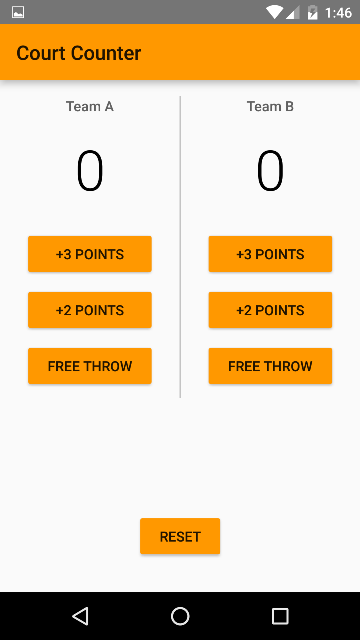 1:46
Court Counter
Team A
0
+3 POINTS
+2 POINTS
FREE THROW
Team B
0
+3 POINTS
+2 POINTS
FREE THROW
RESET